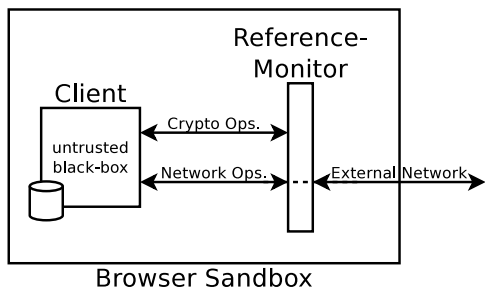 Reference-
Monitor
Client
untrusted
black-box
Crypto Ops.
Network Ops.
External Network
Browser Sandbox